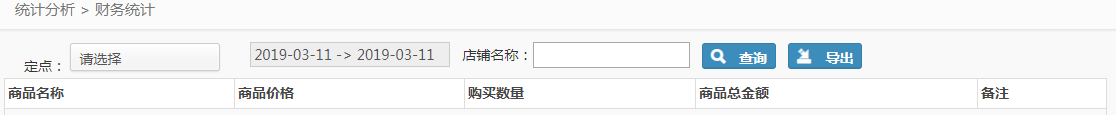 统计分析 > 财务统计
定点： 请选择 2019-03-11 -> 2019-03-11 店铺名称： 查询 导出
商品名称 商品价格 购买数量 商品总金额 备注